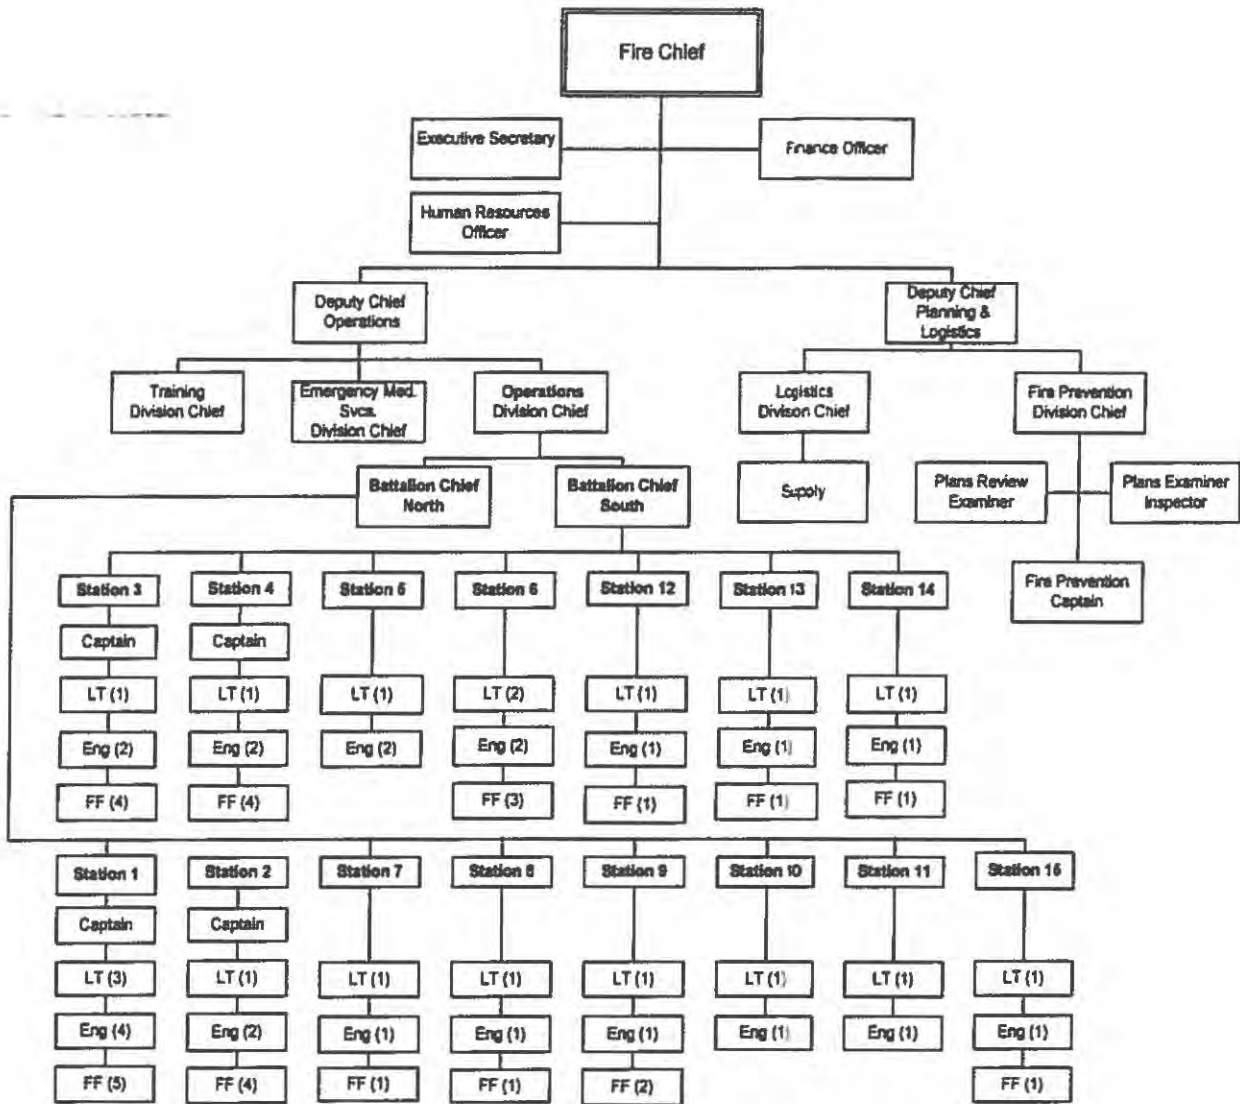 Fire Chief
Executive Secretary
Finance Officer
Human Resources
Officer
Deputy Chief
Operations
Deputy Chief
Planning &
Logistics
Training
Division Chief
Emergency Med.
Svcs.
Division Chief
Operations
Division Chief
Logistics
Divison Chief
Fire Prevention
Division Chief
Battalion Chief
North
Battalion Chief
South
Supply
Plans Review
Examiner
Plans Examiner
Inspector
Fire Prevention
Captain
Station 3
Station 4
Station 5
Station 6
Station 12
Station 13
Station 14
Captain
Captain
LT (1)
LT (1)
LT (1)
LT (2)
LT (1)
LT (1)
LT (1)
Eng (2)
Eng (2)
Eng (2)
Eng (2)
Eng (1)
Eng (1)
Eng (1)
FF (4)
FF (4)
FF (3)
FF (1)
FF (1)
FF (1)
Station 1
Station 2
Station 7
Station 8
Station 9
Station 10
Station 11
Station 15
Captain
Captain
LT (3)
LT (1)
LT (1)
LT (1)
LT (1)
LT (1)
LT (1)
LT (1)
Eng (4)
Eng (2)
Eng (1)
Eng (1)
Eng (1)
Eng (1)
Eng (1)
Eng (1)
FF (5)
FF (4)
FF (1)
FF (1)
FF (2)
FF (1)